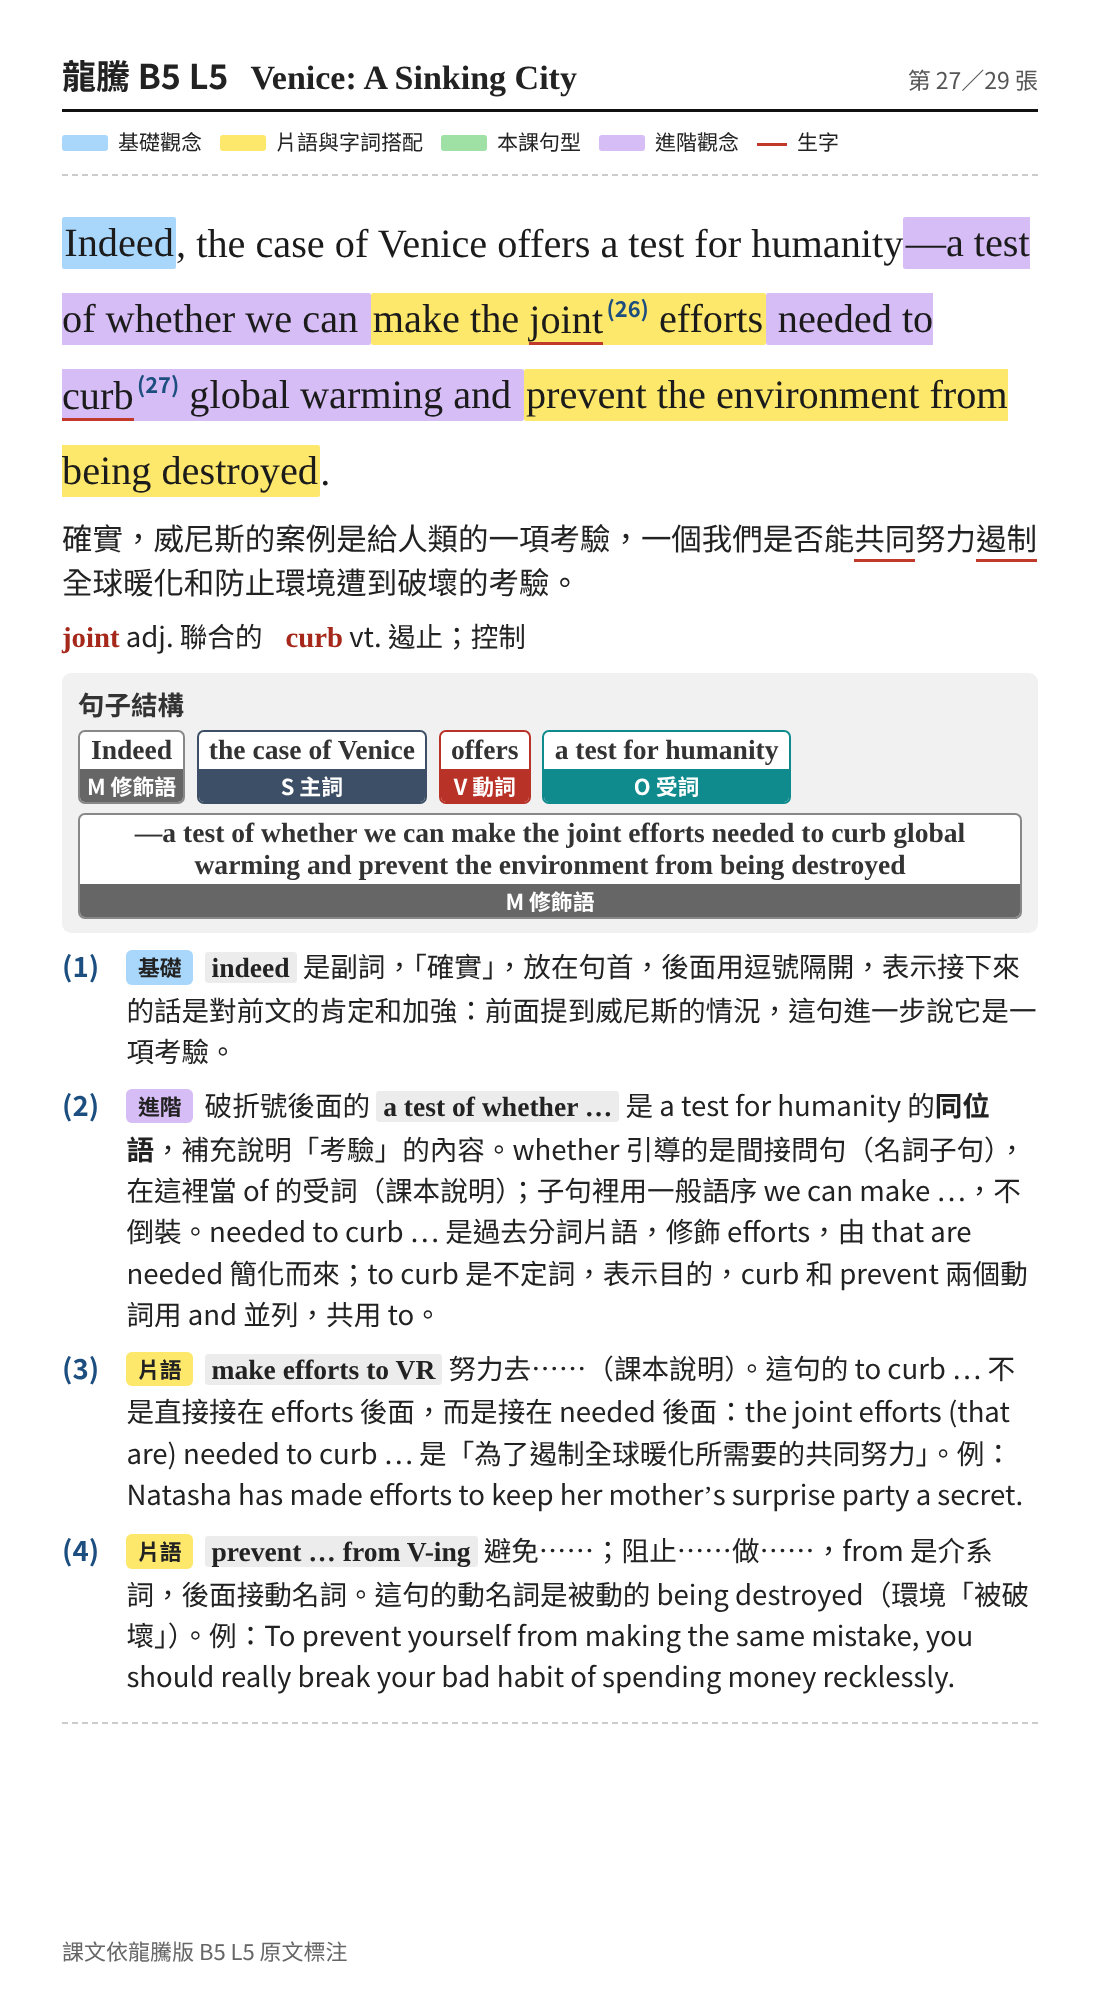 龍騰 B5 L5 Venice: A Sinking City 第 27／29 張
基礎觀念 片語與字詞搭配 本課句型 進階觀念 生字
Indeed, the case of Venice offers a test for humanity—a test
of whether we can make the joint(26) efforts needed to
curb(27) global warming and prevent the environment from
being destroyed.
確實，威尼斯的案例是給人類的一項考驗，一個我們是否能共同努力遏制
全球暖化和防止環境遭到破壞的考驗。
joint adj. 聯合的 curb vt. 遏止；控制
句子結構
Indeed the case of Venice offers a test for humanity
M 修飾語 S 主詞 V 動詞 O 受詞
—a test of whether we can make the joint efforts needed to curb global
warming and prevent the environment from being destroyed
M 修飾語
(1) 基礎 indeed 是副詞，「確實」，放在句首，後面用逗號隔開，表示接下來
的話是對前文的肯定和加強：前面提到威尼斯的情況，這句進一步說它是一
項考驗。
(2) 進階 破折號後面的 a test of whether … 是 a test for humanity 的同位
語，補充說明「考驗」的內容。whether 引導的是間接問句（名詞子句），
在這裡當 of 的受詞（課本說明）；子句裡用一般語序 we can make …，不
倒裝。needed to curb … 是過去分詞片語，修飾 efforts，由 that are
needed 簡化而來；to curb 是不定詞，表示目的，curb 和 prevent 兩個動
詞用 and 並列，共用 to。
(3) 片語 make efforts to VR 努力去……（課本說明）。這句的 to curb … 不
是直接接在 efforts 後面，而是接在 needed 後面：the joint efforts (that
are) needed to curb … 是「為了遏制全球暖化所需要的共同努力」。例：
Natasha has made efforts to keep her mother’s surprise party a secret.
(4) 片語 prevent … from V-ing 避免……；阻止……做……，from 是介系
詞，後面接動名詞。這句的動名詞是被動的 being destroyed（環境「被破
壞」）。例：To prevent yourself from making the same mistake, you
should really break your bad habit of spending money recklessly.
課文依龍騰版 B5 L5 原文標注